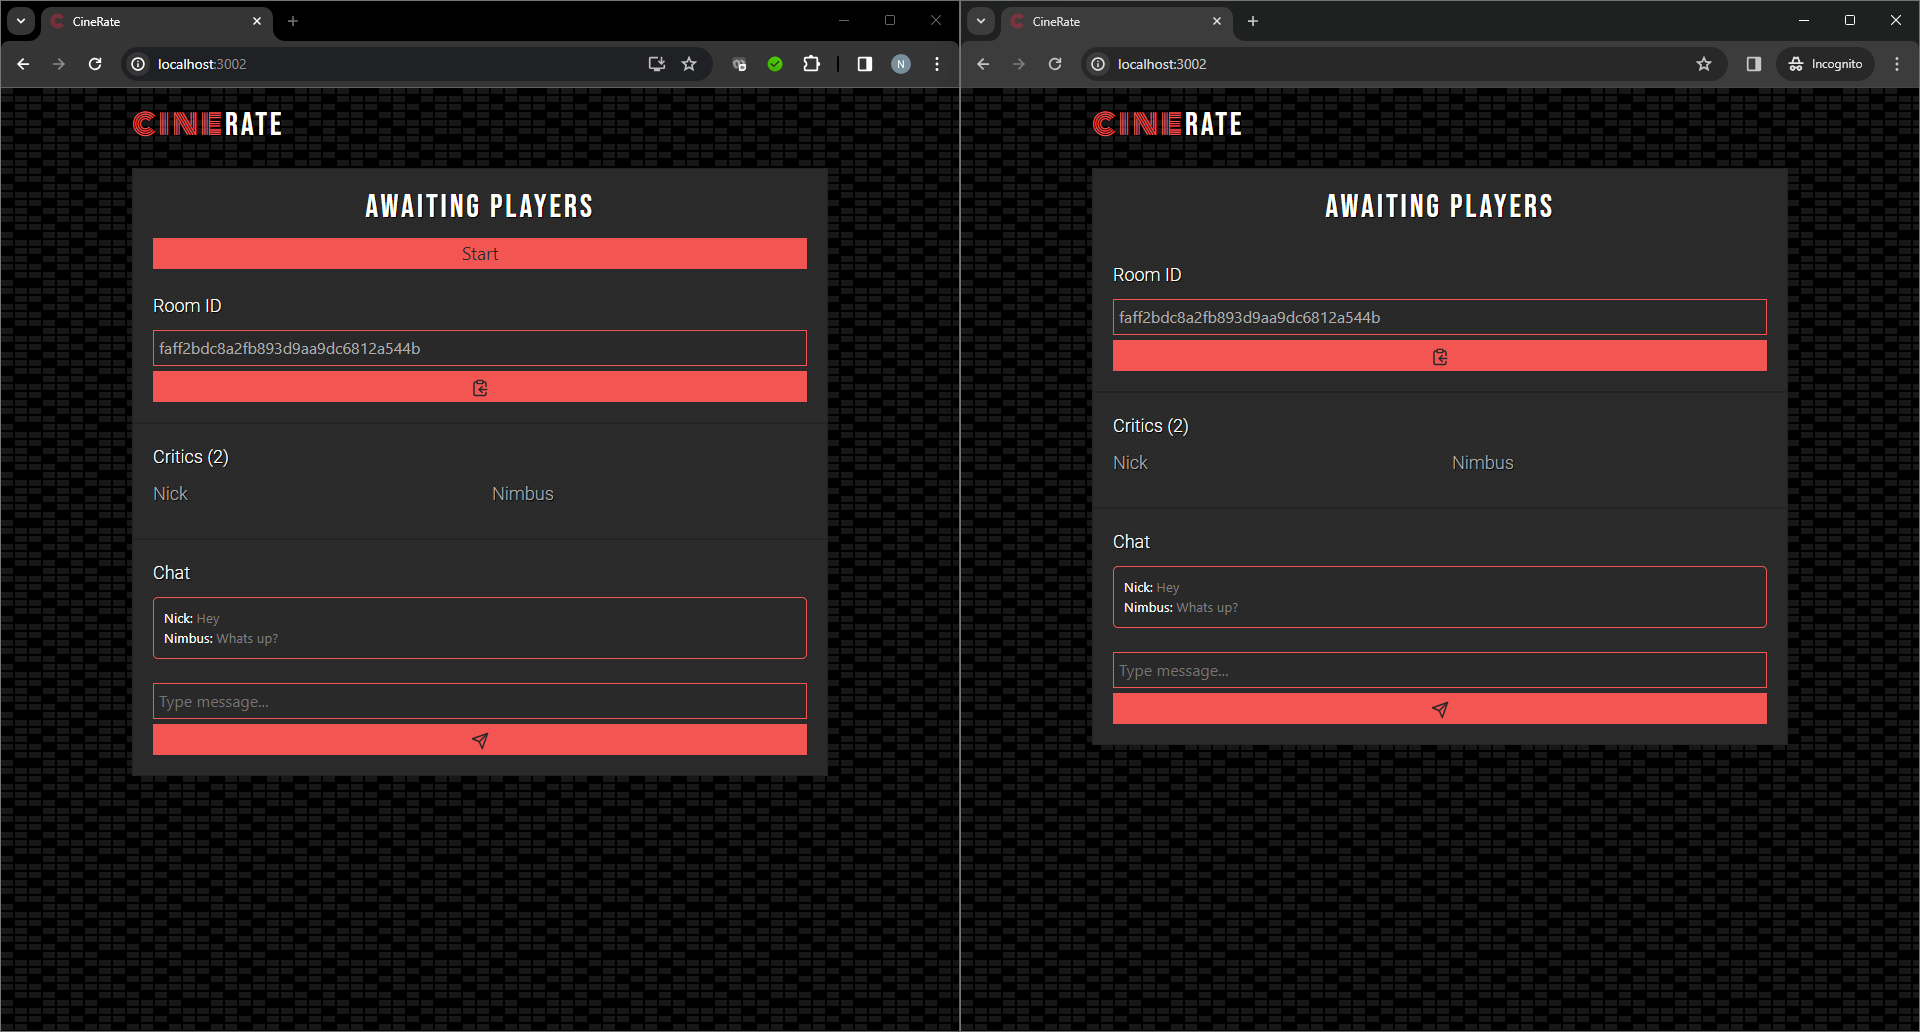 CineRate
localhost:3002
N
CINERATE
AWAITING PLAYERS
Start
Room ID
faff2bdc8a2fb893d9aa9dc6812a544b
Critics (2)
Nick Nimbus
Chat
Nick: Hey
Nimbus: Whats up?
Type message...
CineRate
localhost:3002
Incognito
CINERATE
AWAITING PLAYERS
Room ID
faff2bdc8a2fb893d9aa9dc6812a544b
Critics (2)
Nick Nimbus
Chat
Nick: Hey
Nimbus: Whats up?
Type message...